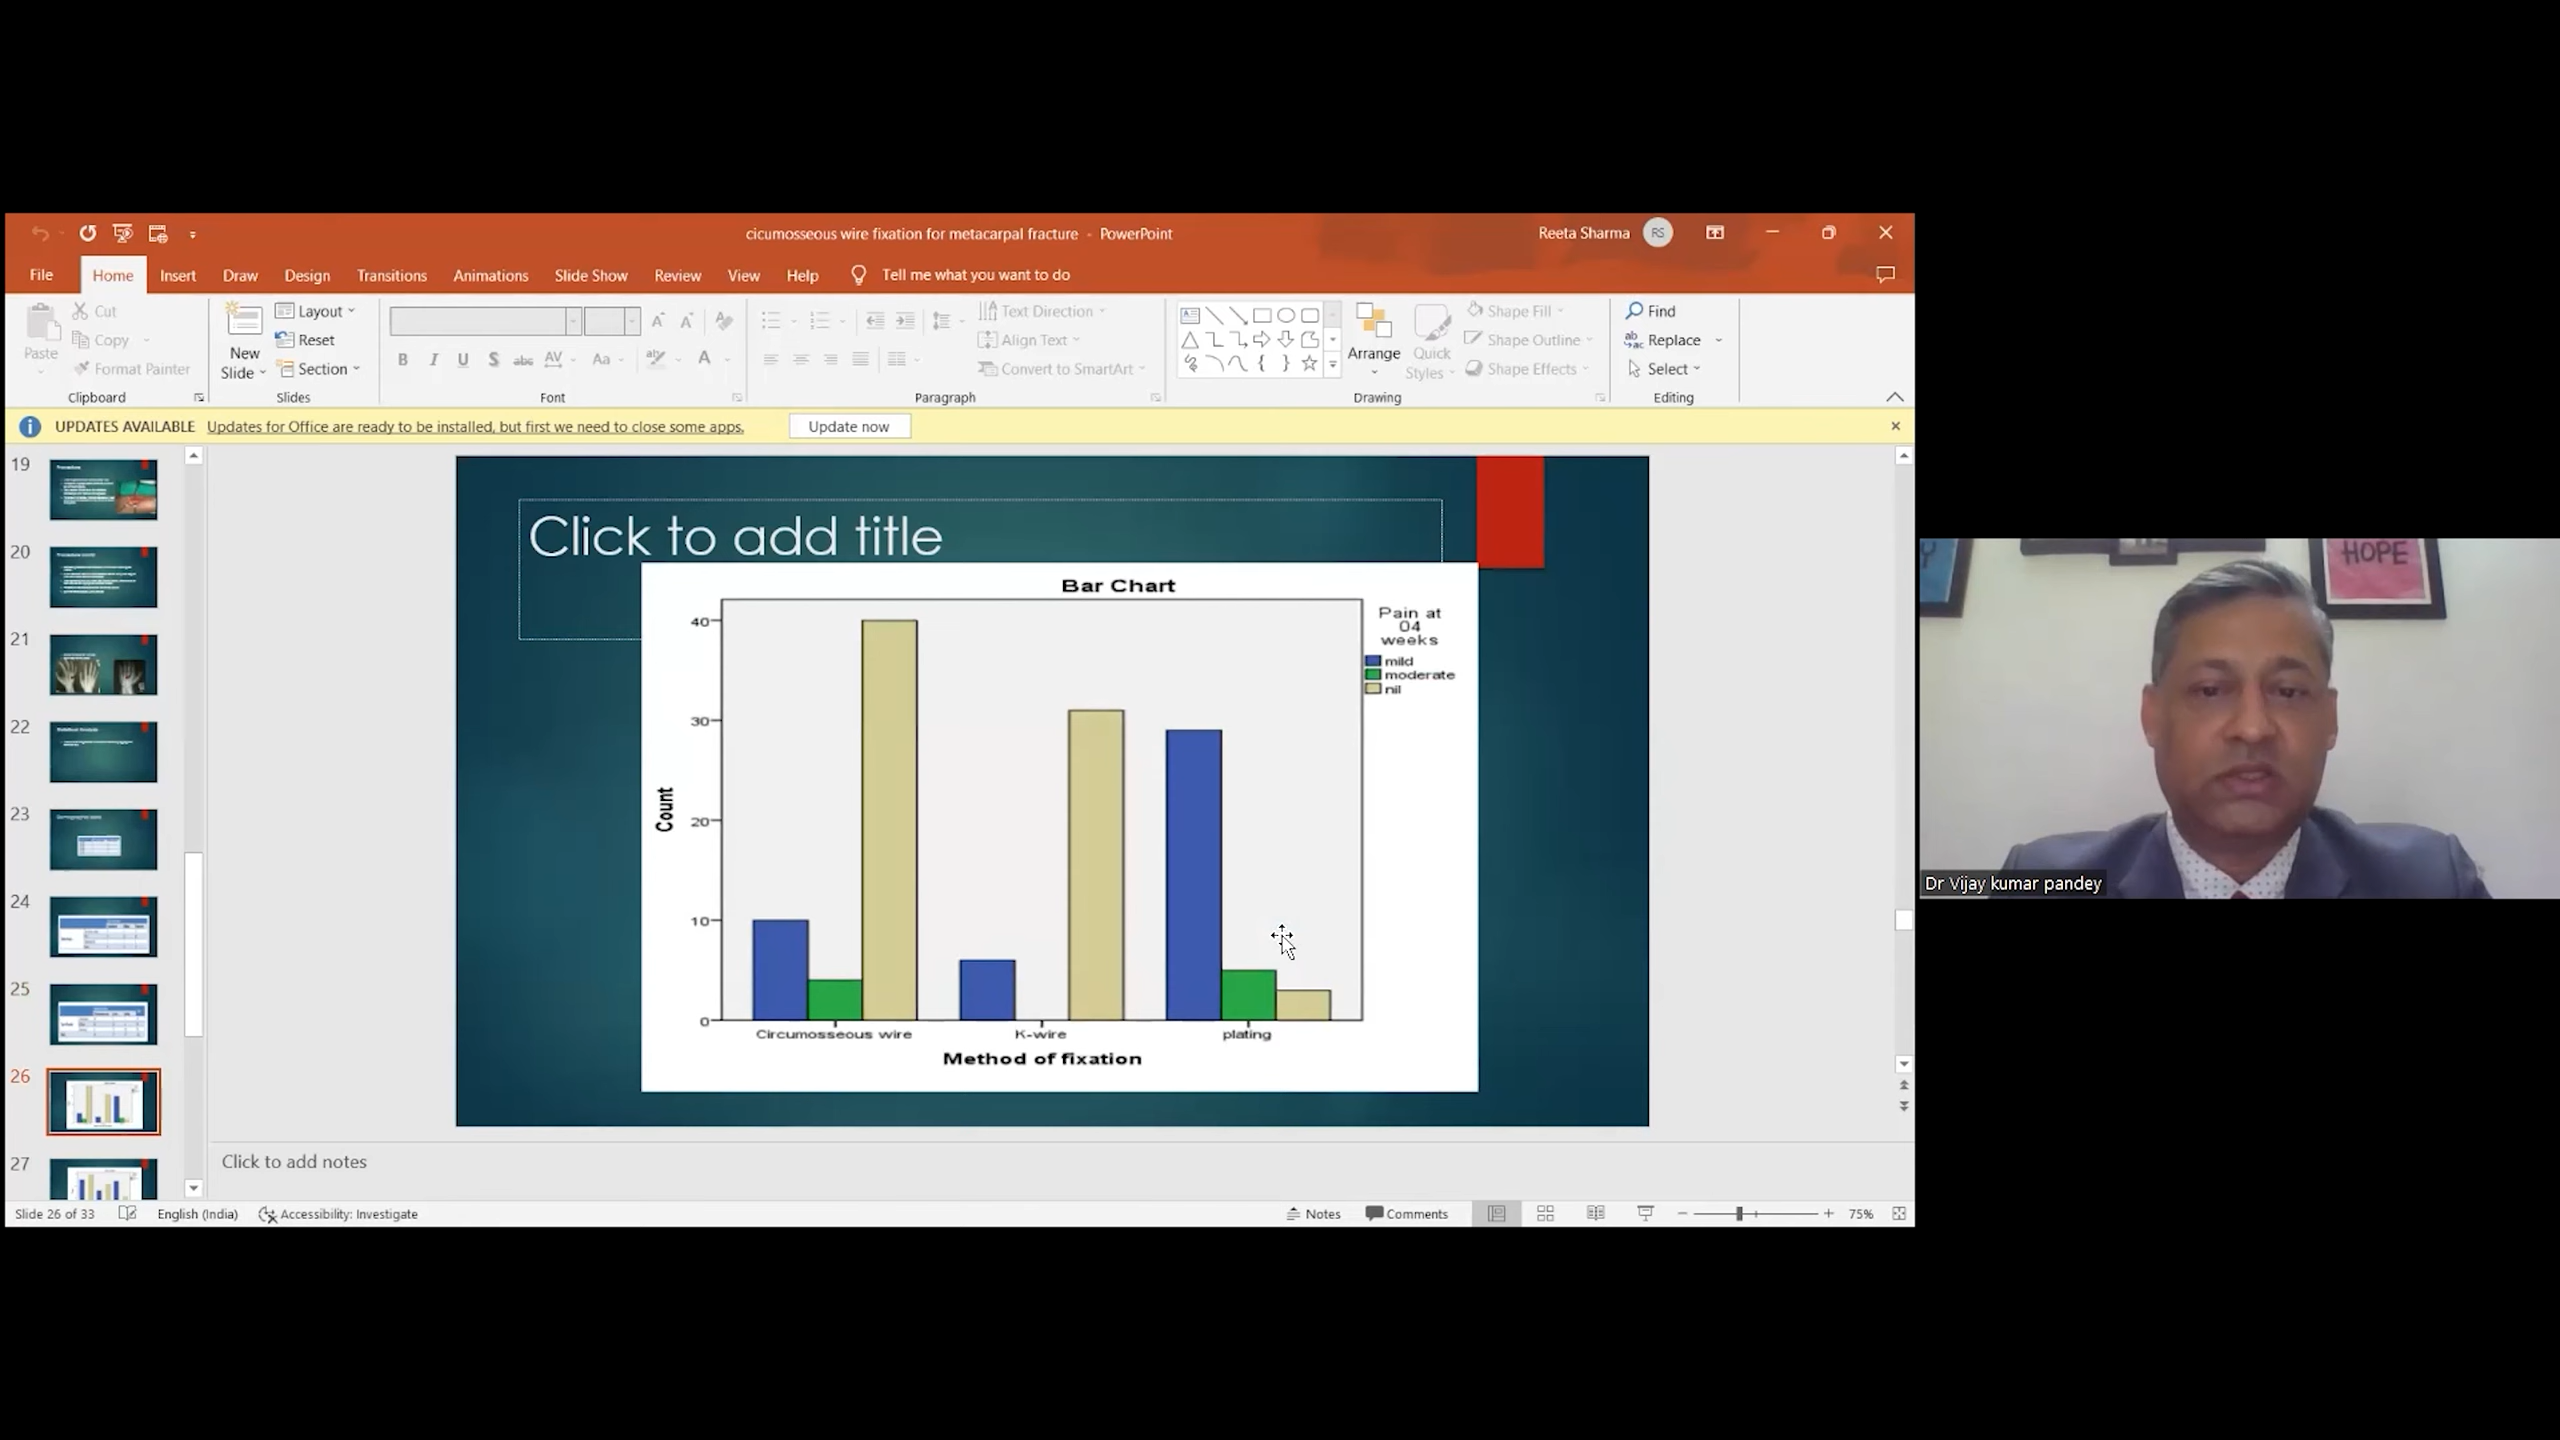 cicumosseous wire fixation for metacarpal fracture - PowerPoint
Reeta Sharma RS
File Home Insert Draw Design Transitions Animations Slide Show Review View Help Tell me what you want to do
Paste
Cut
Copy
Format Painter
Clipboard
New
Slide
Layout
Reset
Section
Slides
B I U S abc AV Aa A
Font
Text Direction
Align Text
Convert to SmartArt
Paragraph
Arrange
Quick
Styles
Shape Fill
Shape Outline
Shape Effects
Drawing
Find
Replace
Select
Editing
UPDATES AVAILABLE Updates for Office are ready to be installed, but first we need to close some apps. Update now
19
20
21
22
23
24
25
26
27
Click to add title
Bar Chart
Pain at
04
weeks
mild
moderate
nil
Count
40
30
20
10
0
Circumosseous wire K-wire plating
Method of fixation
HOPE
Dr Vijay kumar pandey
Click to add notes
Slide 26 of 33 English (India) Accessibility: Investigate Notes Comments 75%